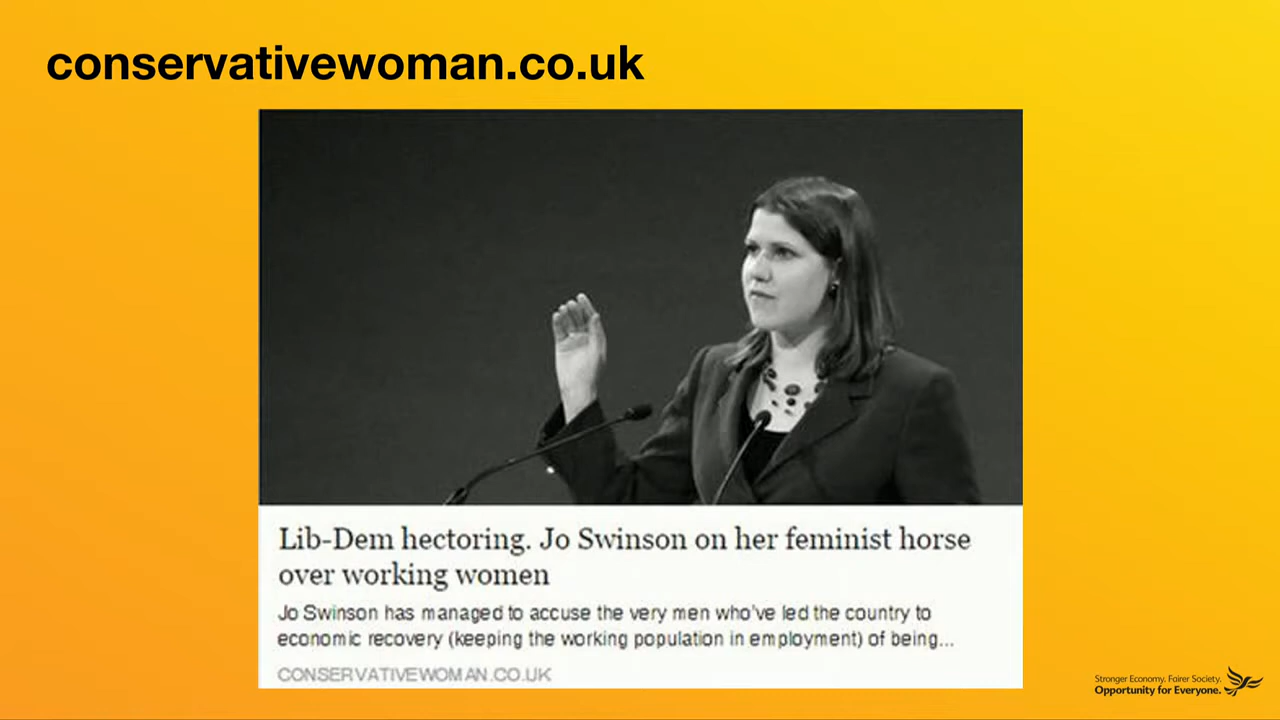 conservativewoman.co.uk
Lib-Dem hectoring. Jo Swinson on her feminist horse
over working women
Jo Swinson has managed to accuse the very men who've led the country to
economic recovery (keeping the working population in employment) of being...
CONSERVATIVEWOMAN.CO.UK
Stronger Economy. Fairer Society.
Opportunity for Everyone.